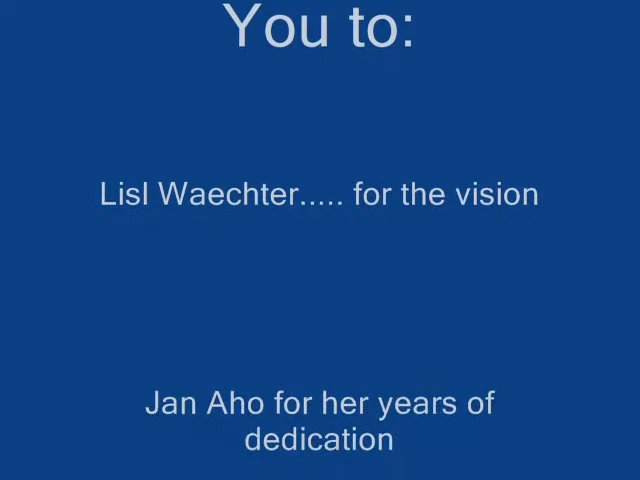 You to:
Lisl Waechter..... for the vision
Jan Aho for her years of
dedication